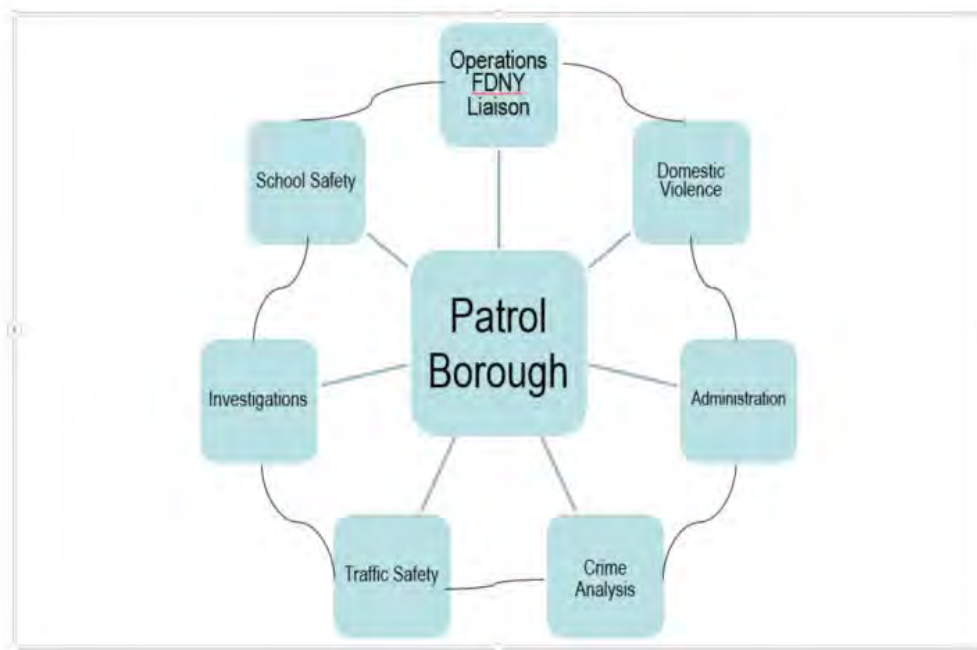 Operations
FDNY
Liaison
School Safety
Domestic
Violence
Patrol
Borough
Investigations
Administration
Traffic Safety
Crime
Analysis